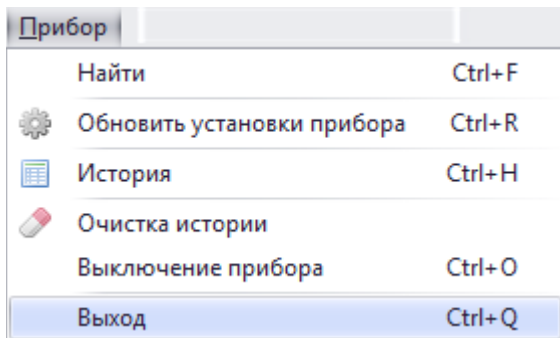 Прибор
Найти Ctrl+F
Обновить установки прибора Ctrl+R
История Ctrl+H
Очистка истории
Выключение прибора Ctrl+O
Выход Ctrl+Q